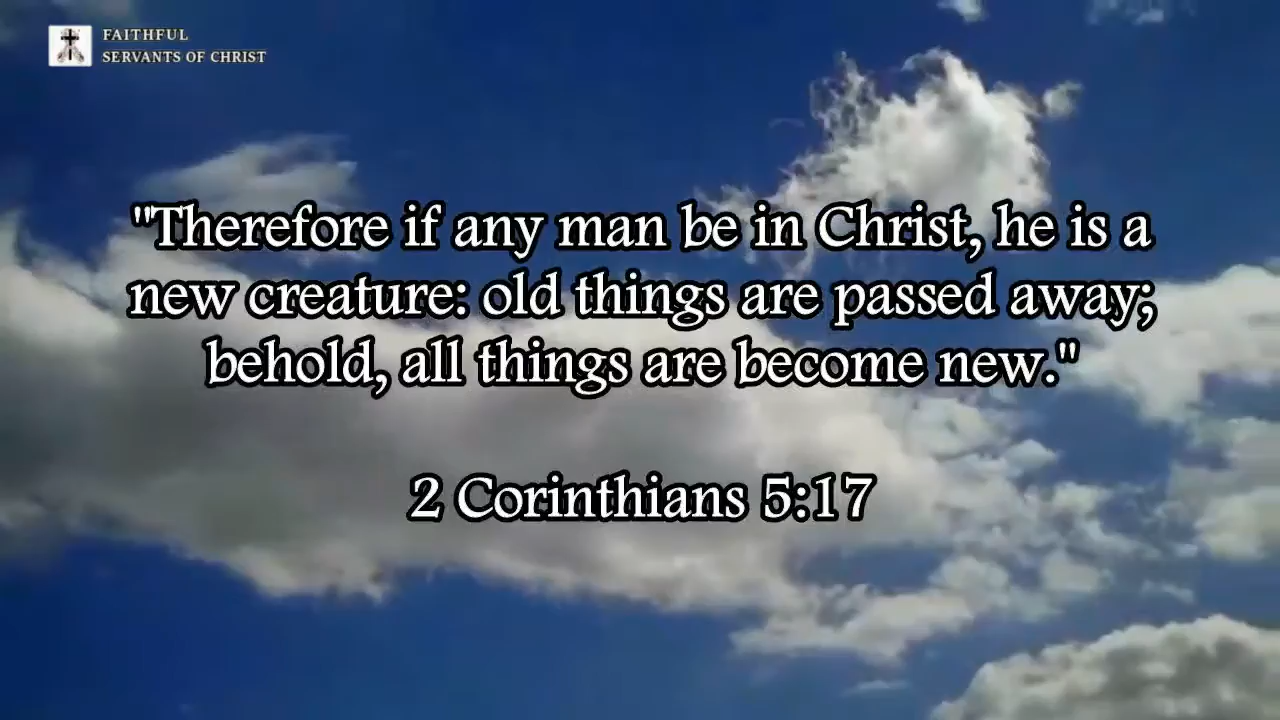 FAITHFUL
SERVANTS OF CHRIST
"Therefore if any man be in Christ, he is a
new creature: old things are passed away;
behold, all things are become new."
2 Corinthians 5:17